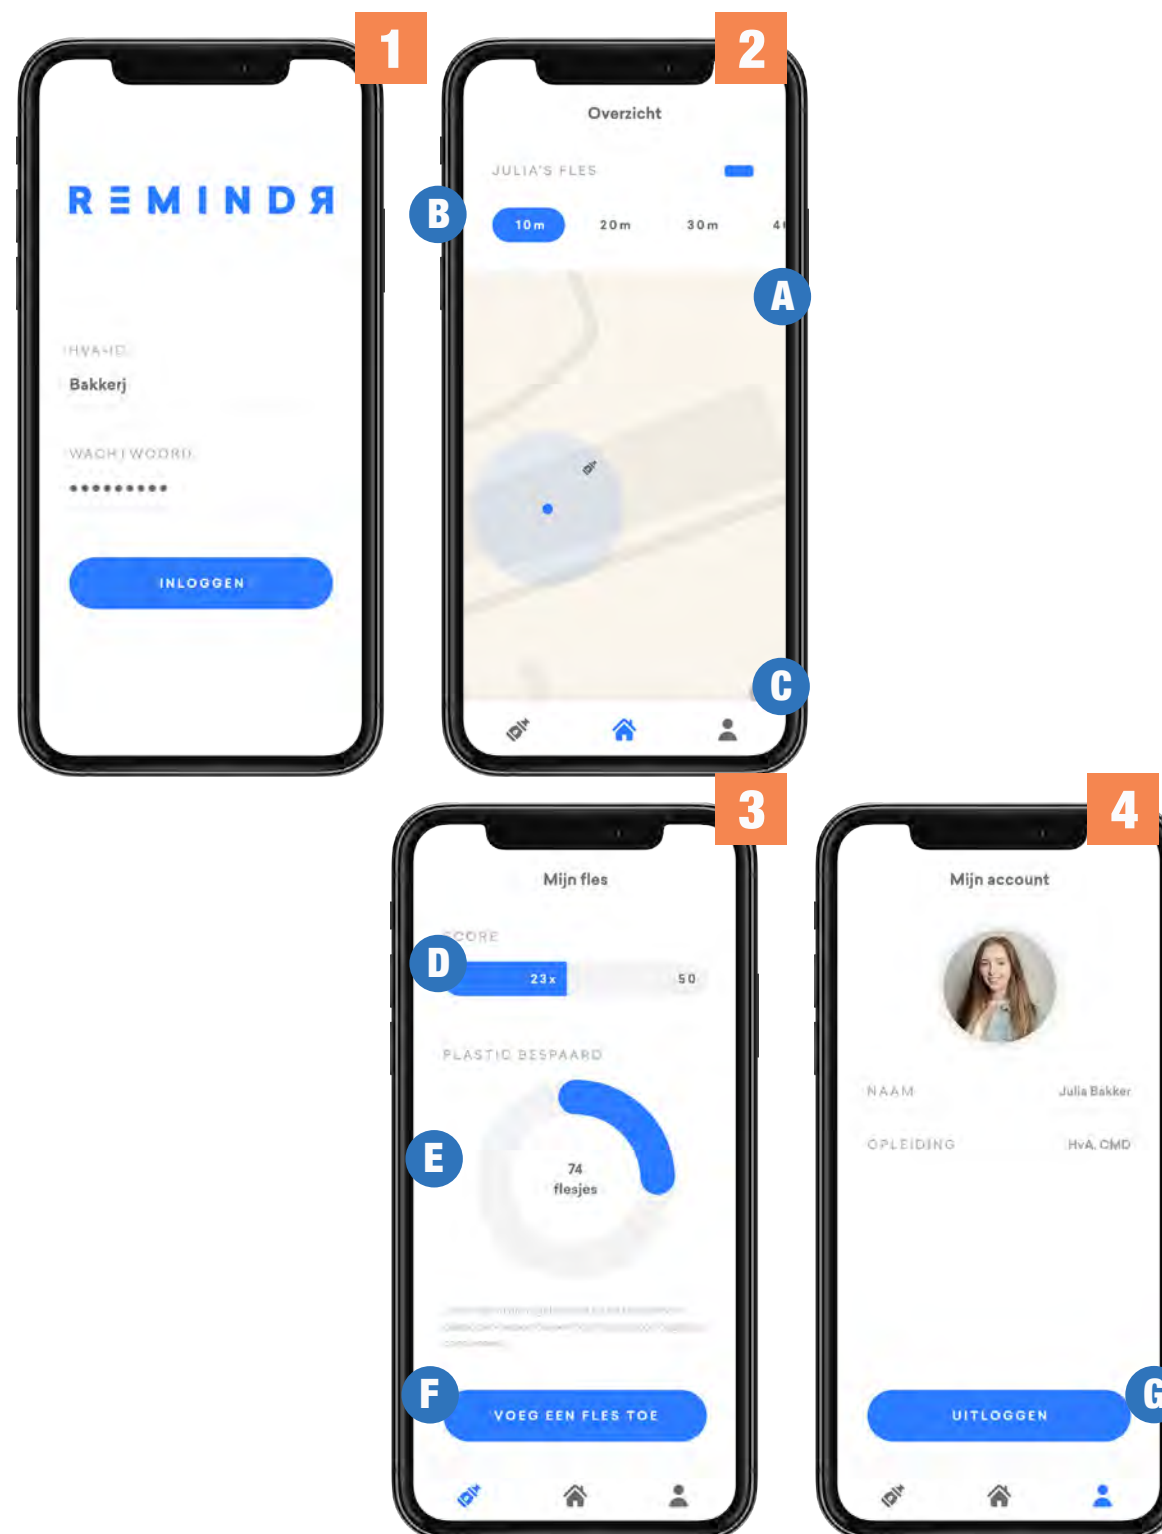 1
REMINDR
HVA-ID
Bakkerj
WACHTWOORD
INLOGGEN
2
Overzicht
JULIA'S FLES
B
10m 20m 30m
A
C
3
Mijn fles
SCORE
D
23x 50
PLASTIC BESPAARD
E
74
flesjes
F
VOEG EEN FLES TOE
4
Mijn account
NAAM Julia Bakker
OPLEIDING HvA, CMD
G
UITLOGGEN